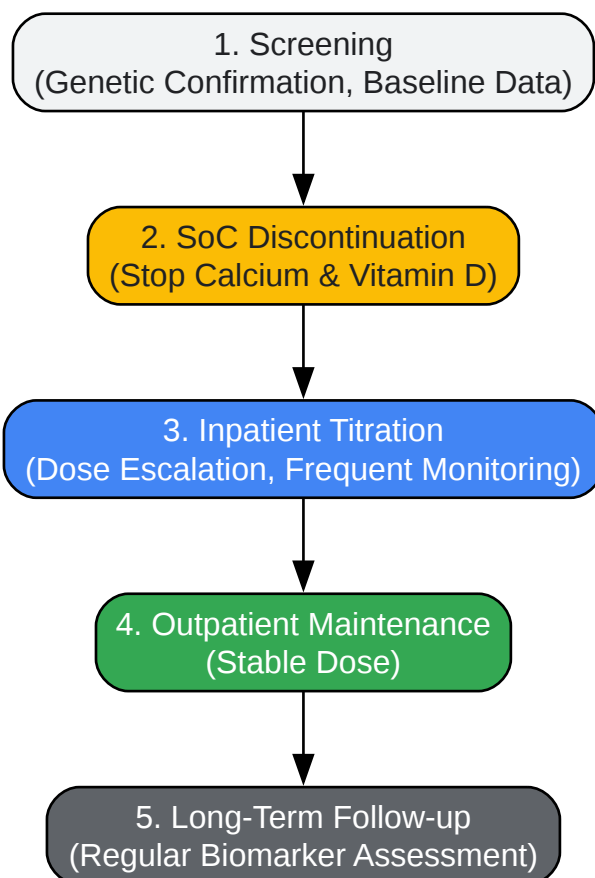 1. Screening
(Genetic Confirmation, Baseline Data)
2. SoC Discontinuation
(Stop Calcium & Vitamin D)
3. Inpatient Titration
(Dose Escalation, Frequent Monitoring)
4. Outpatient Maintenance
(Stable Dose)
5. Long-Term Follow-up
(Regular Biomarker Assessment)